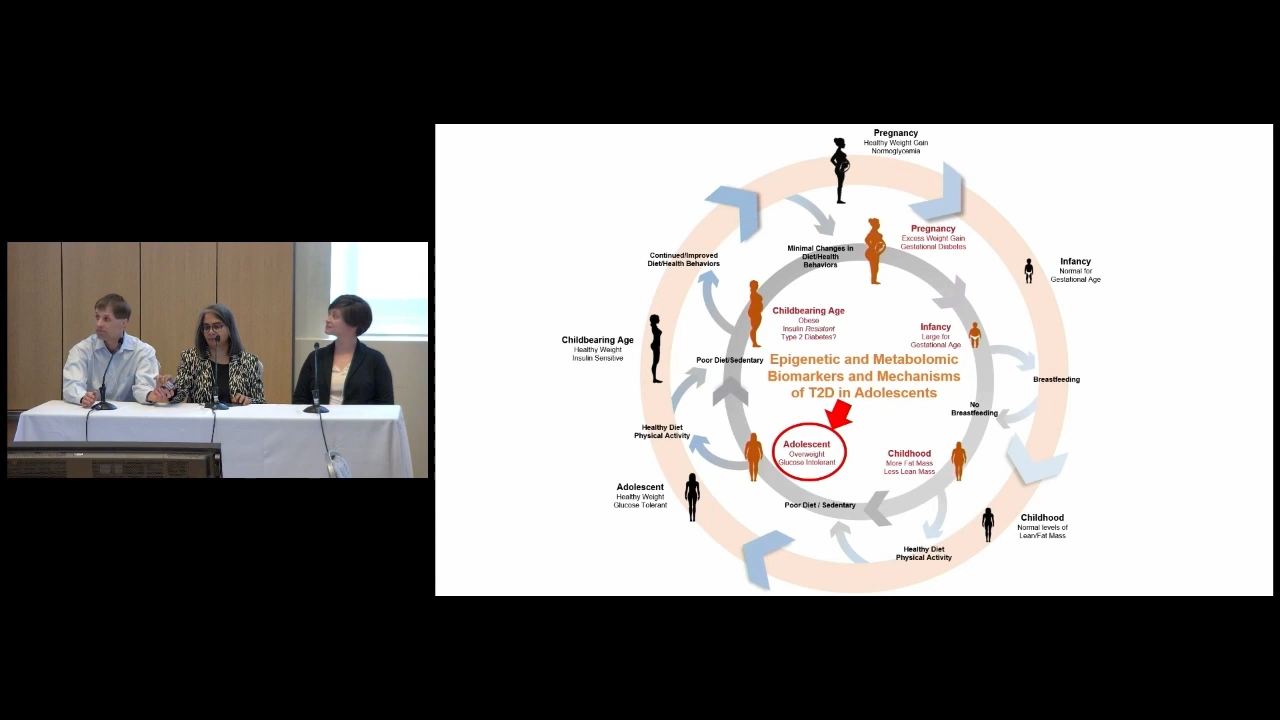 Pregnancy
Healthy Weight Gain
Normoglycemia
Pregnancy
Excess Weight Gain
Gestational Diabetes
Minimal Changes in
Diet/Health
Behaviors
Continued/Improved
Diet/Health Behaviors
Infancy
Normal for
Gestational Age
Childbearing Age
Obese
Insulin Resistant
Type 2 Diabetes?
Infancy
Large for
Gestational Age
Childbearing Age
Healthy Weight
Insulin Sensitive
Poor Diet/Sedentary
Epigenetic and Metabolomic
Biomarkers and Mechanisms
of T2D in Adolescents
Breastfeeding
No
Breastfeeding
Healthy Diet
Physical Activity
Adolescent
Overweight
Glucose Intolerant
Childhood
More Fat Mass
Less Lean Mass
Adolescent
Healthy Weight
Glucose Tolerant
Poor Diet / Sedentary
Childhood
Normal levels of
Lean/Fat Mass
Healthy Diet
Physical Activity